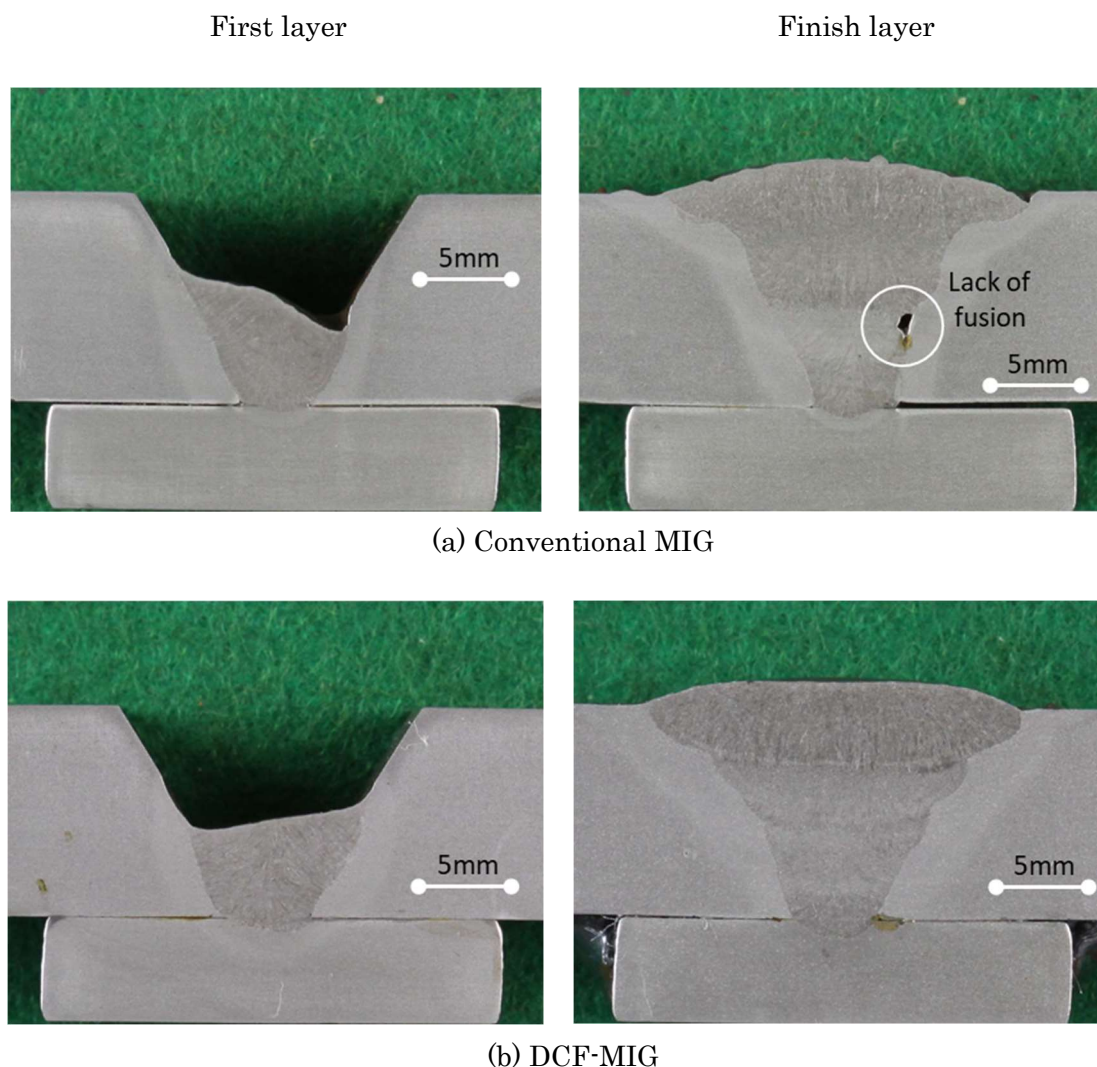 First layer
Finish layer
5mm
Lack of
fusion
5mm
(a) Conventional MIG
5mm
5mm
(b) DCF-MIG